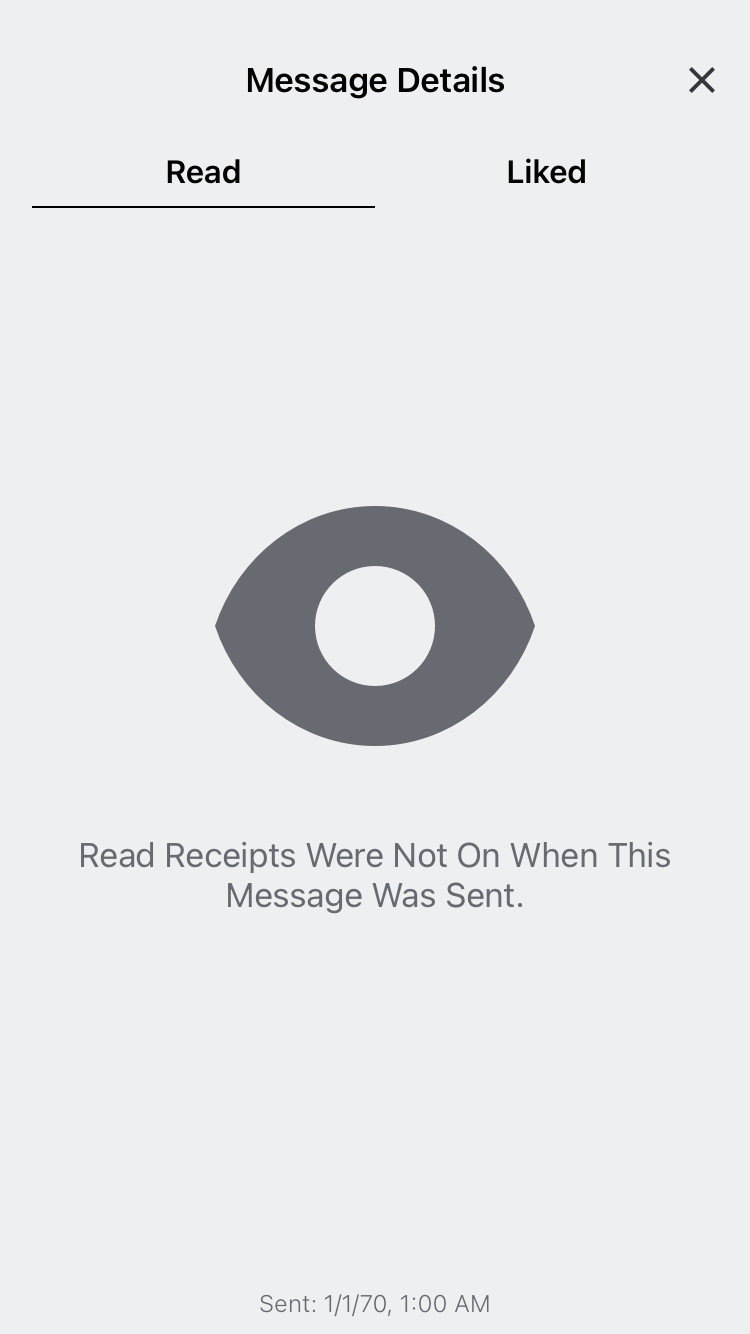 Message Details
Read
Liked
Read Receipts Were Not On When This
Message Was Sent.
Sent: 1/1/70, 1:00 AM